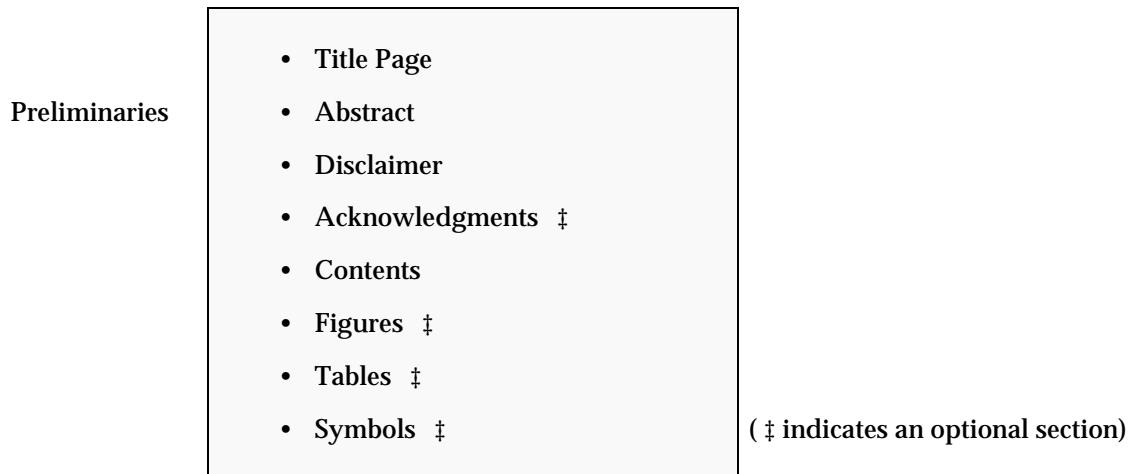 • Title Page
Preliminaries • Abstract
• Disclaimer
• Acknowledgments ‡
• Contents
• Figures ‡
• Tables ‡
• Symbols ‡ ( ‡ indicates an optional section)